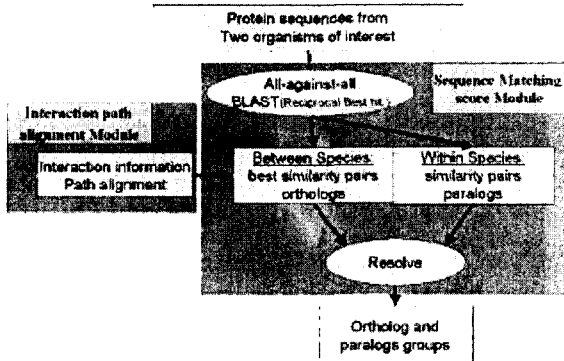 Protein sequences from
Two organisms of interest
All-against-all
BLAST(Reciprocal Best hit.)
Sequence Matching
score Module
Interaction path
alignment Module
Interaction information
Path alignment
Between Species:
best similarity pairs
orthologs
Within Species:
similarity pairs
paralogs
Resolve
Ortholog and
paralogs groups